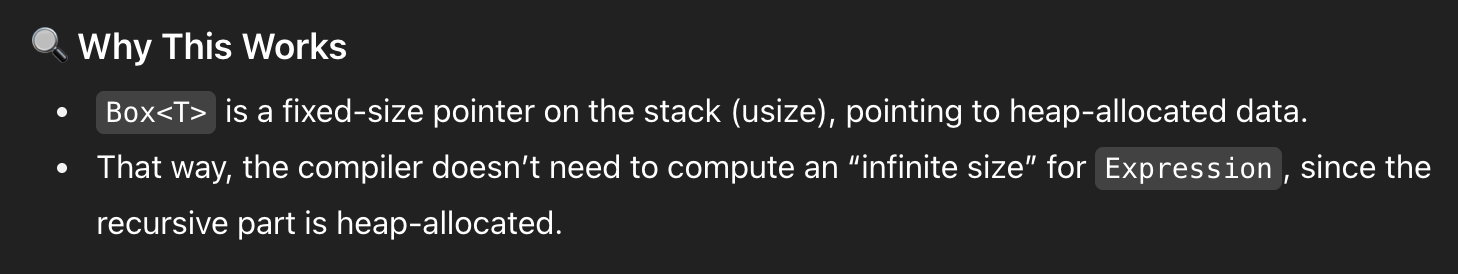 🔍 Why This Works
• Box<T> is a fixed-size pointer on the stack (usize), pointing to heap-allocated data.
• That way, the compiler doesn’t need to compute an “infinite size” for Expression, since the
recursive part is heap-allocated.